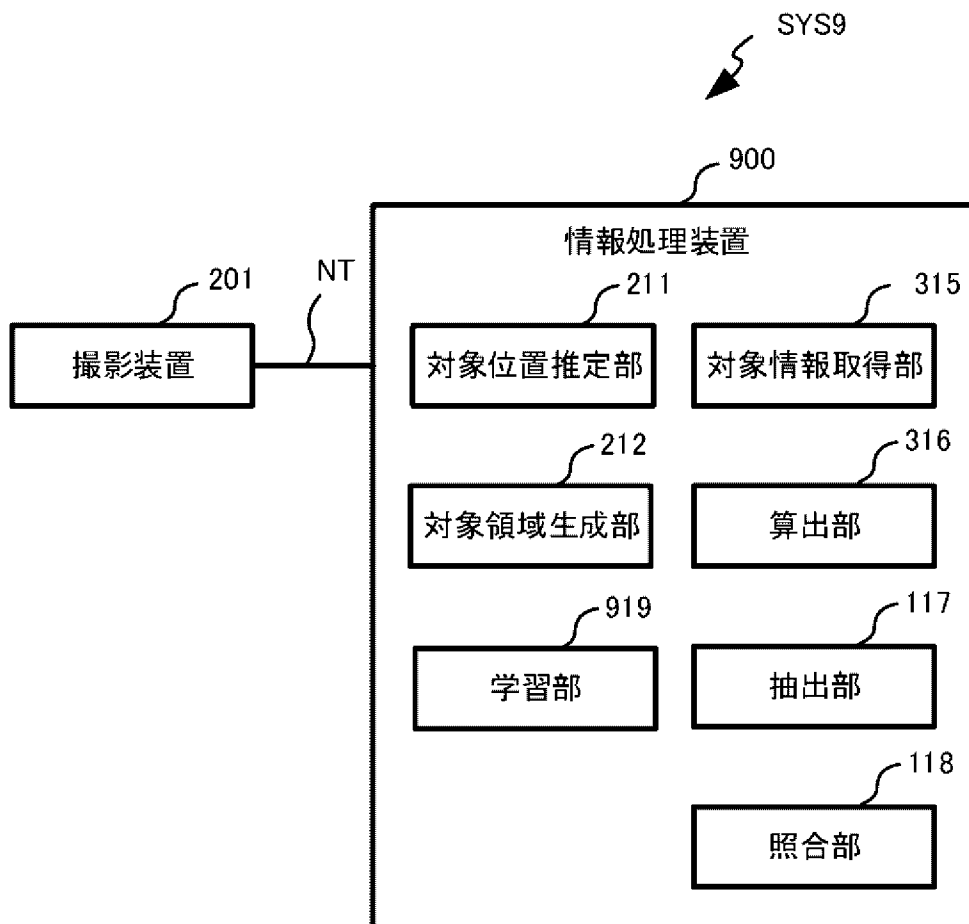 SYS9
900
情報処理装置
NT
201
撮影装置
211
対象位置推定部
315
対象情報取得部
212
対象領域生成部
316
算出部
919
学習部
117
抽出部
118
照合部